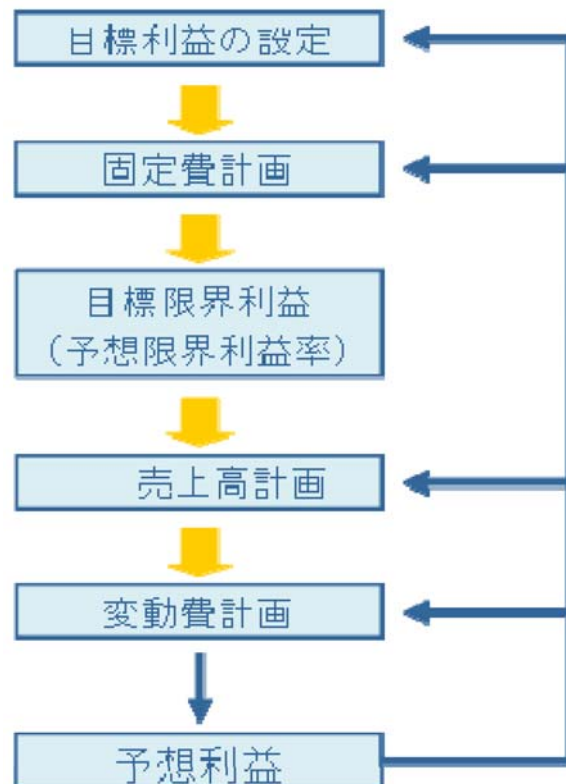 目標利益の設定
固定費計画
目標限界利益
（予想限界利益率）
売上高計画
変動費計画
予想利益